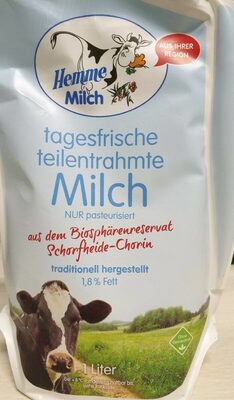 Hemme
Milch
AUS IHRER
REGION
tagesfrische
teilentrahmte
Milch
NUR pasteurisiert
aus dem Biosphärenreservat
Schorfheide-Chorin
traditionell hergestellt
1,8 % Fett
1 Liter